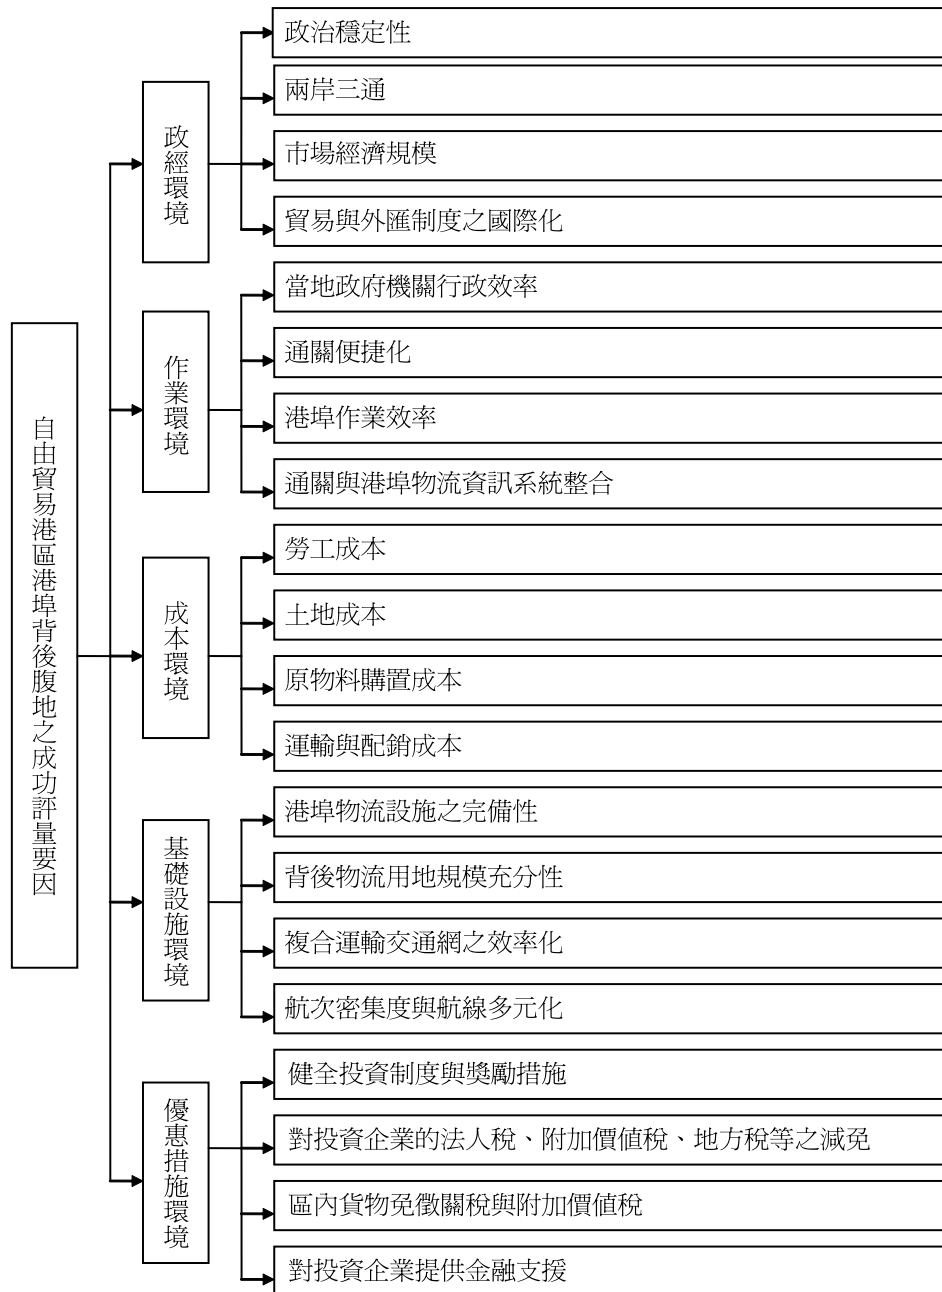 自由貿易港區港埠背後腹地之成功評量要因
政經環境
政治穩定性
兩岸三通
市場經濟規模
貿易與外匯制度之國際化
作業環境
當地政府機關行政效率
通關便捷化
港埠作業效率
通關與港埠物流資訊系統整合
成本環境
勞工成本
土地成本
原物料購置成本
運輸與配銷成本
基礎設施環境
港埠物流設施之完備性
背後物流用地規模充分性
複合運輸交通網之效率化
航次密集度與航線多元化
優惠措施環境
健全投資制度與獎勵措施
對投資企業的法人稅、附加價值稅、地方稅等之減免
區內貨物免徵關稅與附加價值稅
對投資企業提供金融支援